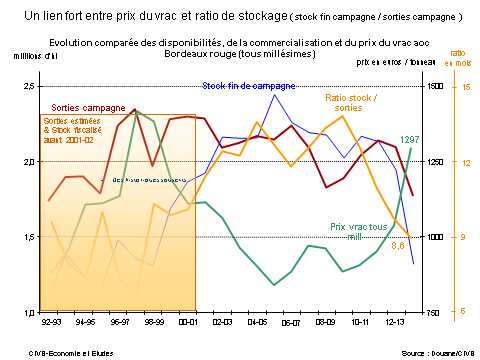 Un lien fort entre prix du vrac et ratio de stockage ( stock fin campagne / sorties campagne )
Evolution comparée des disponibilités, de la commercialisation et du prix du vrac aoc
Bordeaux rouge (tous millésimes)
millions d'hl
prix en euros / tonneau
ratio
en mois
2,5
2,0
1,5
1,0
1500
1250
1000
750
15
12
9
6
Stock fin de campagne
Sorties campagne
Ratio stock /
sorties
Sorties estimées
& Stock fiscalisé
avant 2001-02
1297
Prix vrac tous
mill.
8,6
92-93
94-95
96-97
98-99
00-01
02-03
04-05
06-07
08-09
10-11
12-13
CIVB-Economie et Etudes
Source : Douane/CIVB